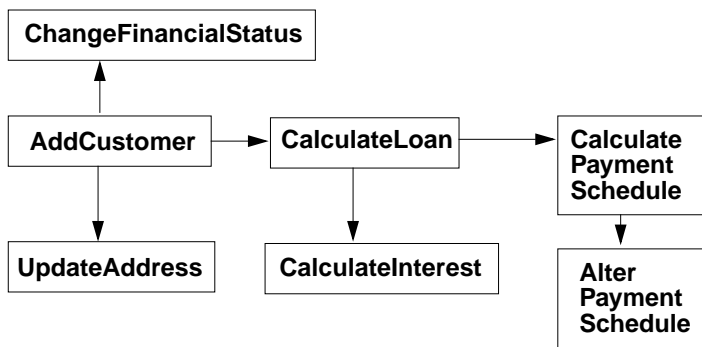 ChangeFinancialStatus
AddCustomer
CalculateLoan
Calculate
Payment
Schedule
UpdateAddress
CalculateInterest
Alter
Payment
Schedule